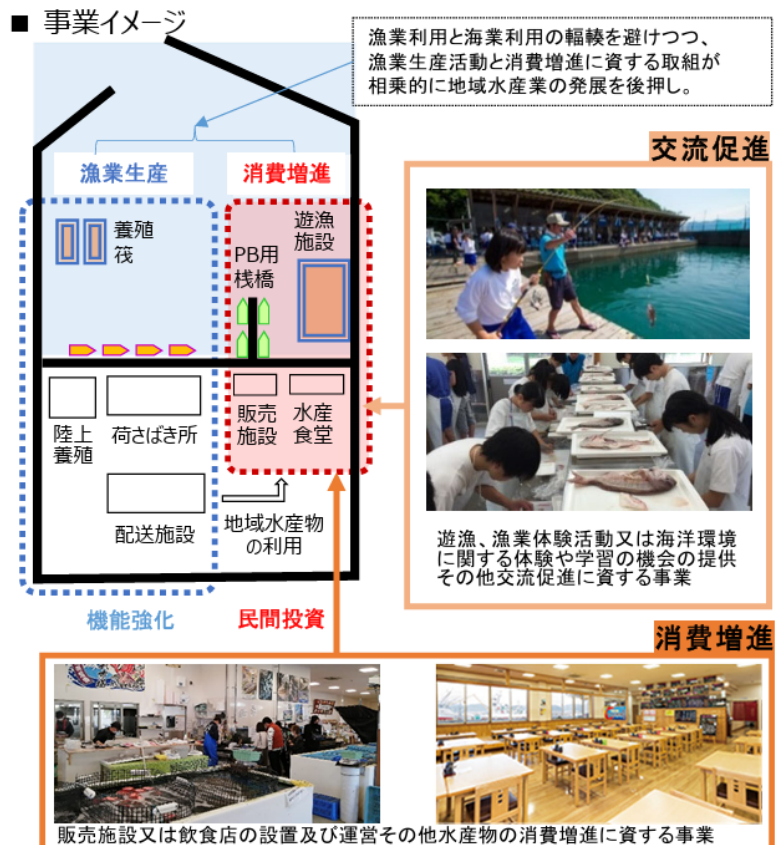 ■ 事業イメージ
漁業利用と海業利用の輻輳を避けつつ、
漁業生産活動と消費増進に資する取組が
相乗的に地域水産業の発展を後押し。
交流促進
漁業生産
消費増進
養殖
筏
PB用
桟橋
遊漁
施設
陸上
養殖
荷さばき所
販売
施設
水産
食堂
配送施設
地域水産物
の利用
遊漁、漁業体験活動又は海洋環境
に関する体験や学習の機会の提供
その他交流促進に資する事業
機能強化
民間投資
消費増進
販売施設又は飲食店の設置及び運営その他水産物の消費増進に資する事業